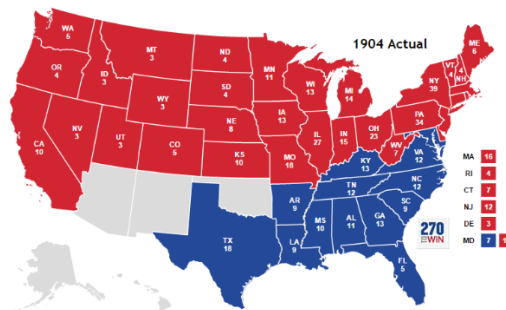 1904 Actual
WA
5
OR
4
CA
10
NV
3
ID
3
MT
3
WY
3
UT
3
CO
5
ND
4
SD
4
NE
8
KS
10
MN
11
IA
13
MO
18
WI
13
IL
27
MI
14
IN
15
OH
23
KY
13
TN
12
WV
7
VA
12
NC
12
SC
9
GA
13
FL
5
AL
11
MS
10
LA
9
AR
9
TX
18
PA
34
NY
39
VT
4
4
NH
ME
6
MA 16
RI 4
CT 7
NJ 12
DE 3
MD 7 1
270
TO WIN